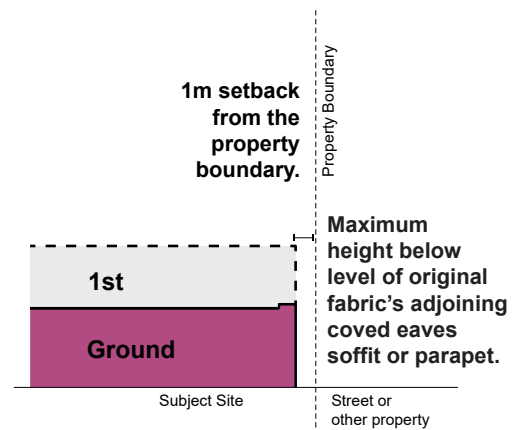 1m setback
from the
property
boundary.
Property Boundary
Maximum
height below
level of original
fabric's adjoining
coved eaves
soffit or parapet.
1st
Ground
Subject Site
Street or
other property